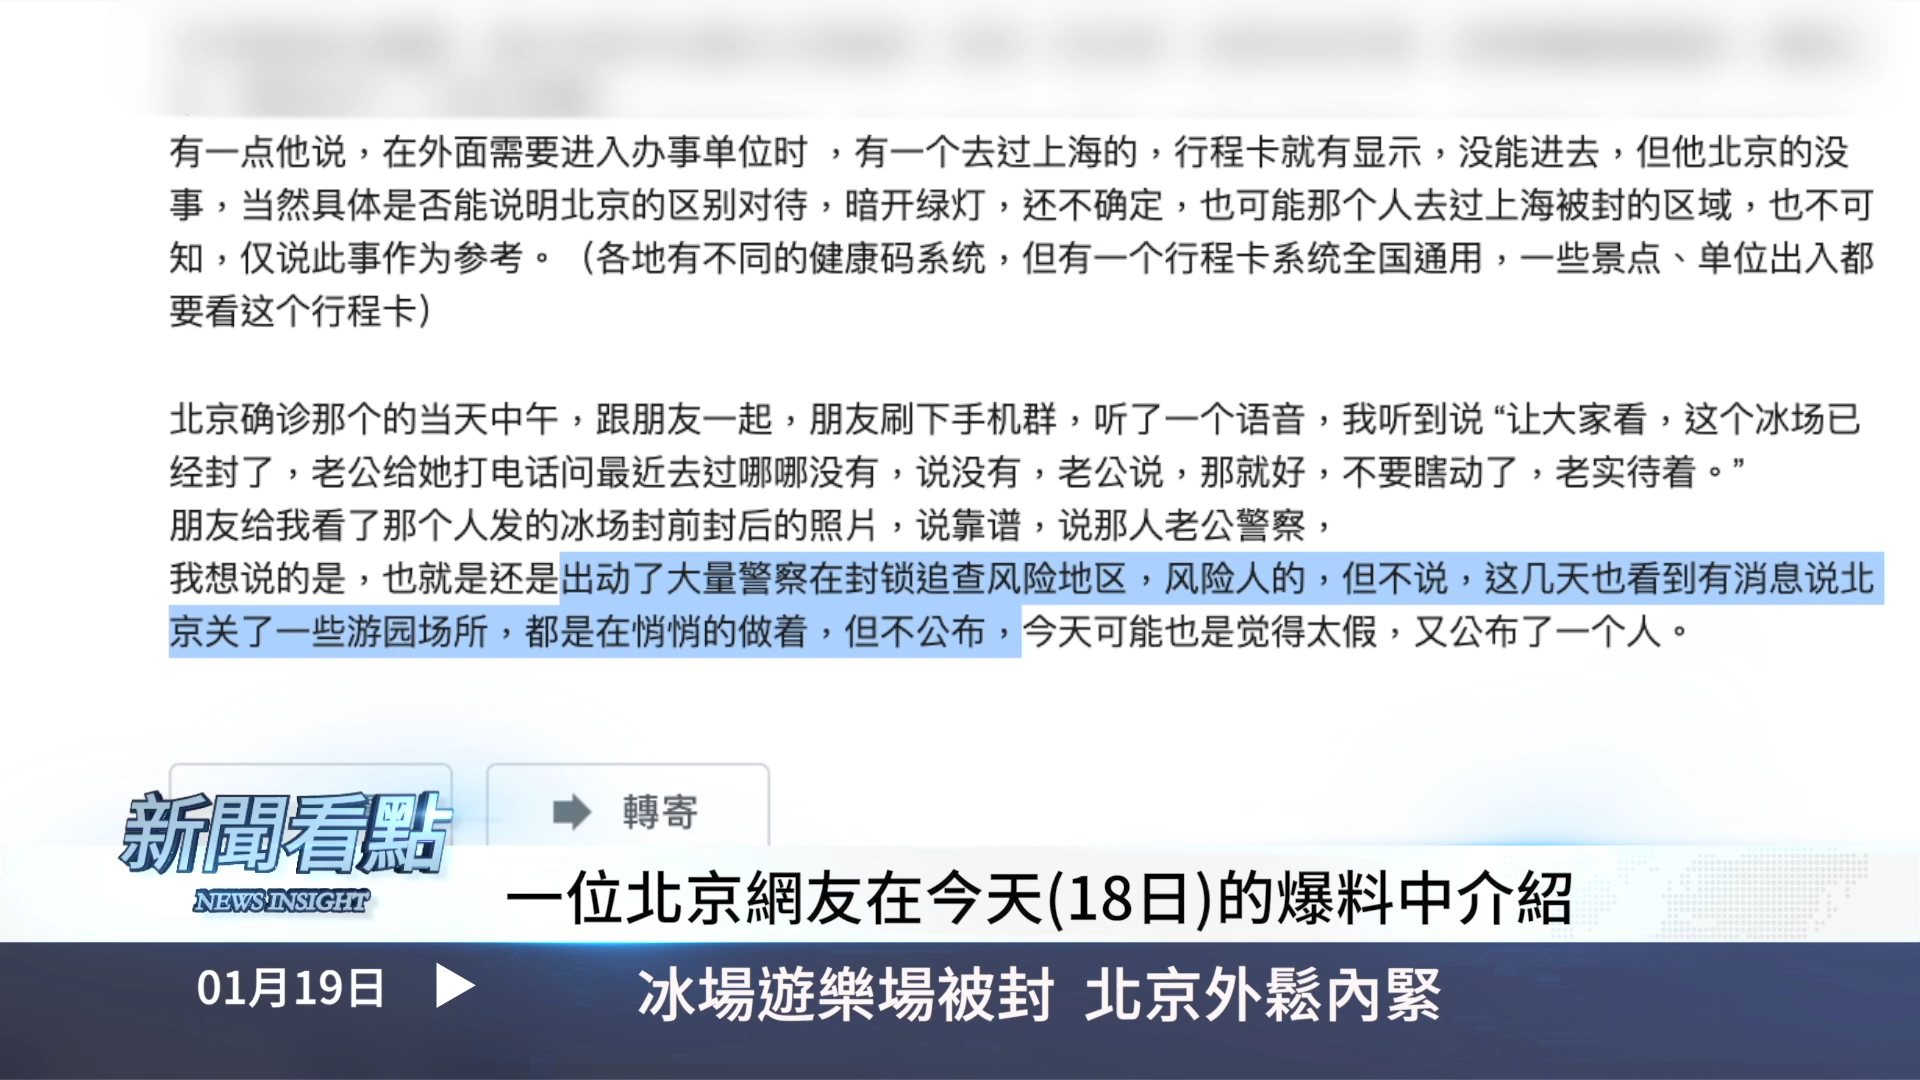 有一点他说，在外面需要进入办事单位时 ，有一个去过上海的，行程卡就有显示，没能进去，但他北京的没
事，当然具体是否能说明北京的区别对待，暗开绿灯，还不确定，也可能那个人去过上海被封的区域，也不可
知，仅说此事作为参考。（各地有不同的健康码系统，但有一个行程卡系统全国通用，一些景点、单位出入都
要看这个行程卡）
北京确诊那个的当天中午，跟朋友一起，朋友刷下手机群，听了一个语音，我听到说 “让大家看，这个冰场已
经封了，老公给她打电话问最近去过哪哪没有，说没有，老公说，那就好，不要瞎动了，老实待着。”
朋友给我看了那个人发的冰场封前封后的照片，说靠谱，说那人老公警察，
我想说的是，也就是还是出动了大量警察在封锁追查风险地区，风险人的，但不说，这几天也看到有消息说北
京关了一些游园场所，都是在悄悄的做着，但不公布，今天可能也是觉得太假，又公布了一个人。
轉寄
新聞看點
NEWS INSIGHT
一位北京網友在今天(18日)的爆料中介紹
01月19日
冰場遊樂場被封 北京外鬆內緊